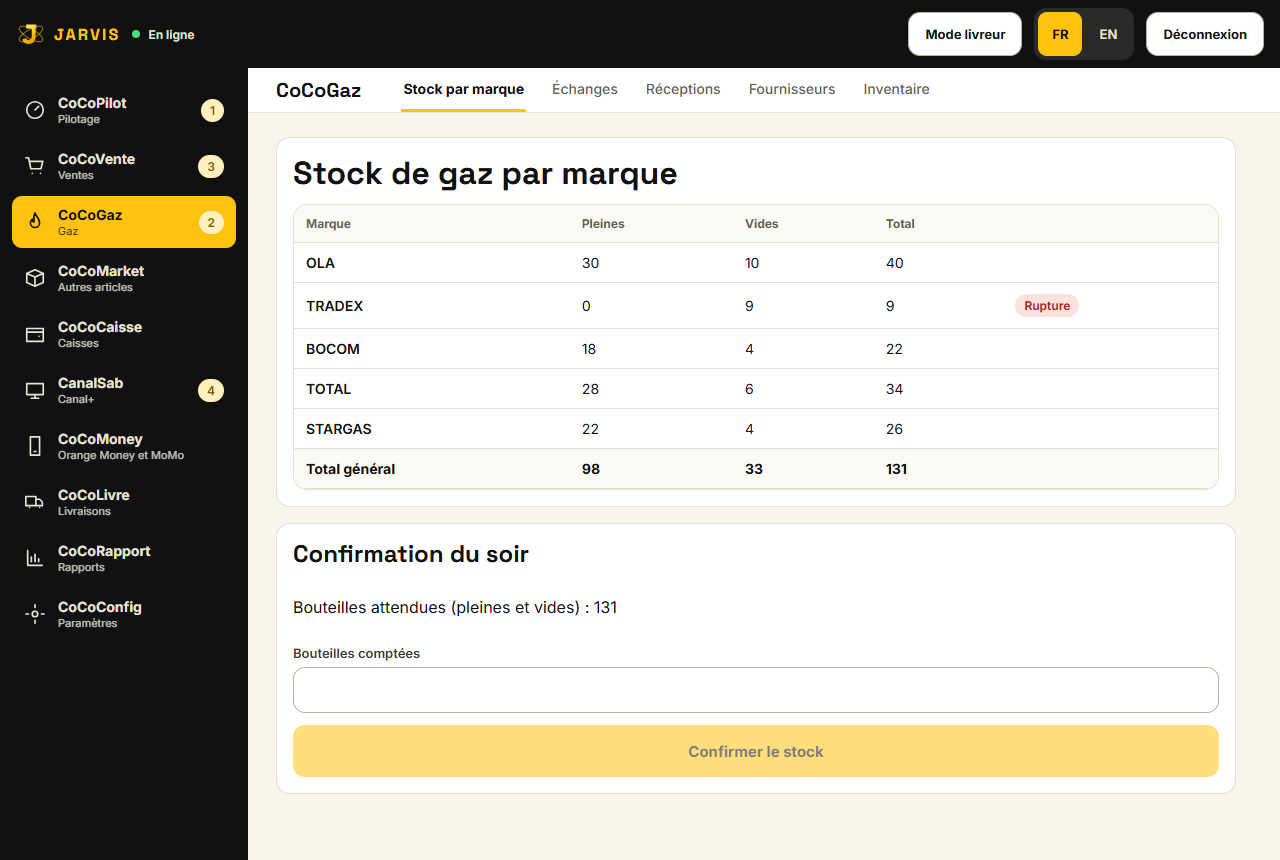 JARVIS En ligne Mode livreur FR EN Déconnexion
CoCoPilot
Pilotage
1
CoCoVente
Ventes
3
CoCoGaz
Gaz
2
CoCoMarket
Autres articles
CoCoCaisse
Caisses
CanalSab
Canal+
4
CoCoMoney
Orange Money et MoMo
CoCoLivre
Livraisons
CoCoRapport
Rapports
CoCoConfig
Paramètres
CoCoGaz Stock par marque Échanges Réceptions Fournisseurs Inventaire
Stock de gaz par marque
Marque Pleines Vides Total
OLA 30 10 40
TRADEX 0 9 9 Rupture
BOCOM 18 4 22
TOTAL 28 6 34
STARGAS 22 4 26
Total général 98 33 131
Confirmation du soir
Bouteilles attendues (pleines et vides) : 131
Bouteilles comptées
Confirmer le stock